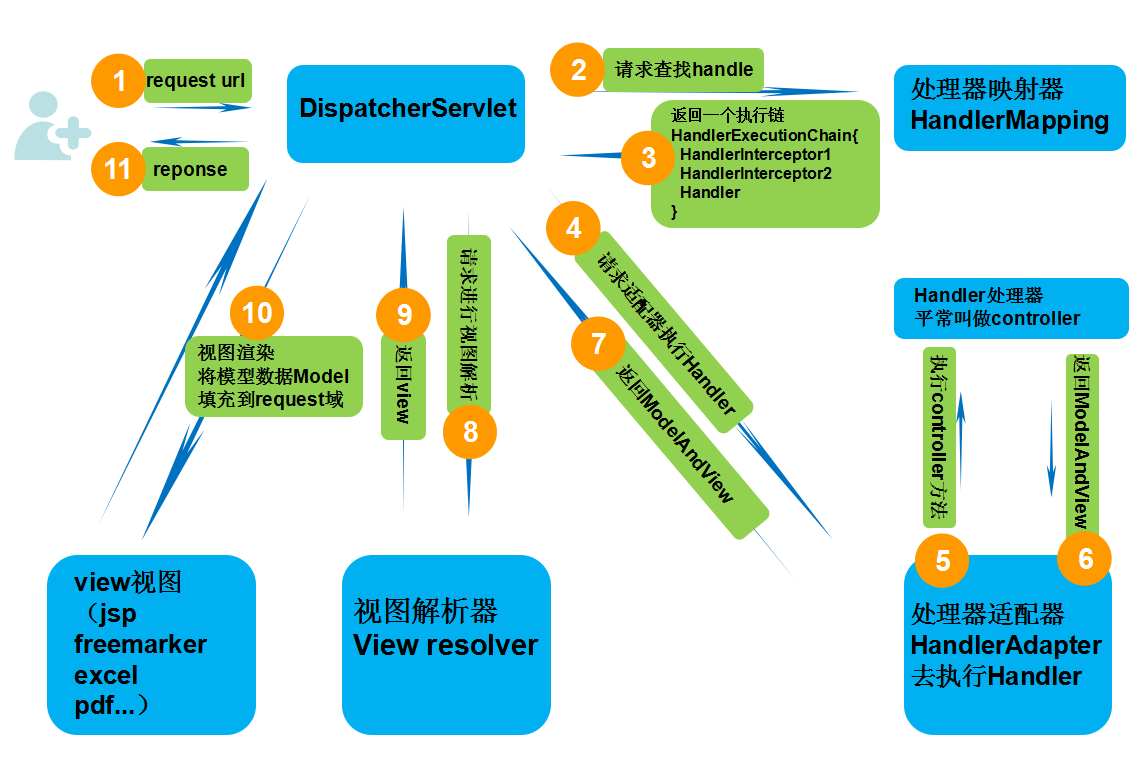 1
request url
11
reponse
DispatcherServlet
2
请求查找handle
处理器映射器
HandlerMapping
3
返回一个执行链
HandlerExecutionChain{
HandlerInterceptor1
HandlerInterceptor2
Handler
}
4
请求适配器执行Handler
7
返回ModelAndView
Handler处理器
平常叫做controller
执行controller方法
5
返回ModelAndView
6
处理器适配器
HandlerAdapter
去执行Handler
请求进行视图解析
8
9
返回view
视图解析器
View resolver
10
视图渲染
将模型数据Model
填充到request域
view视图
（jsp
freemarker
excel
pdf...）